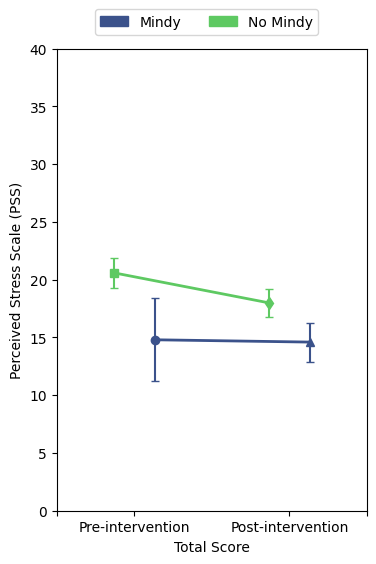 Mindy No Mindy
40
35
30
25
20
15
10
5
0
Perceived Stress Scale (PSS)
Pre-intervention Post-intervention
Total Score